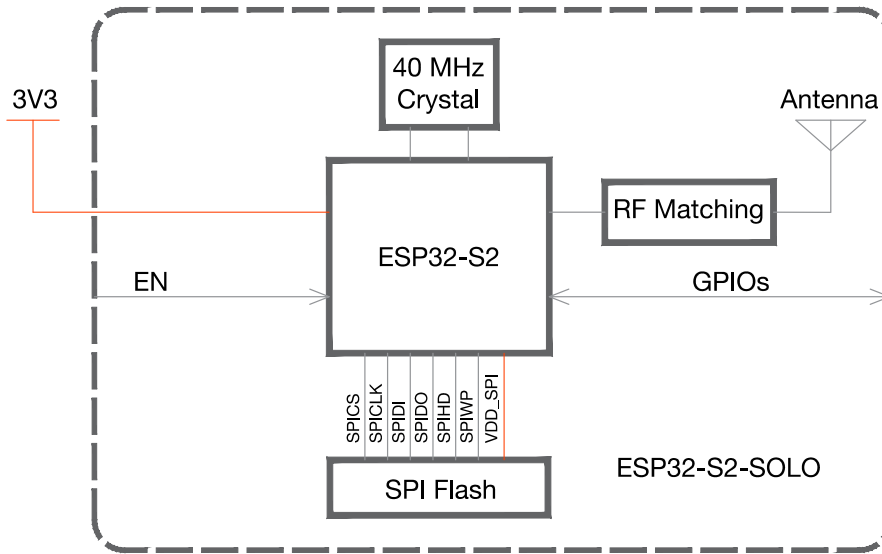 40 MHz
Crystal
3V3
Antenna
RF Matching
ESP32-S2
EN
GPIOs
SPICS
SPICLK
SPIDI
SPIDO
SPIHD
SPIWP
VDD_SPI
ESP32-S2-SOLO
SPI Flash